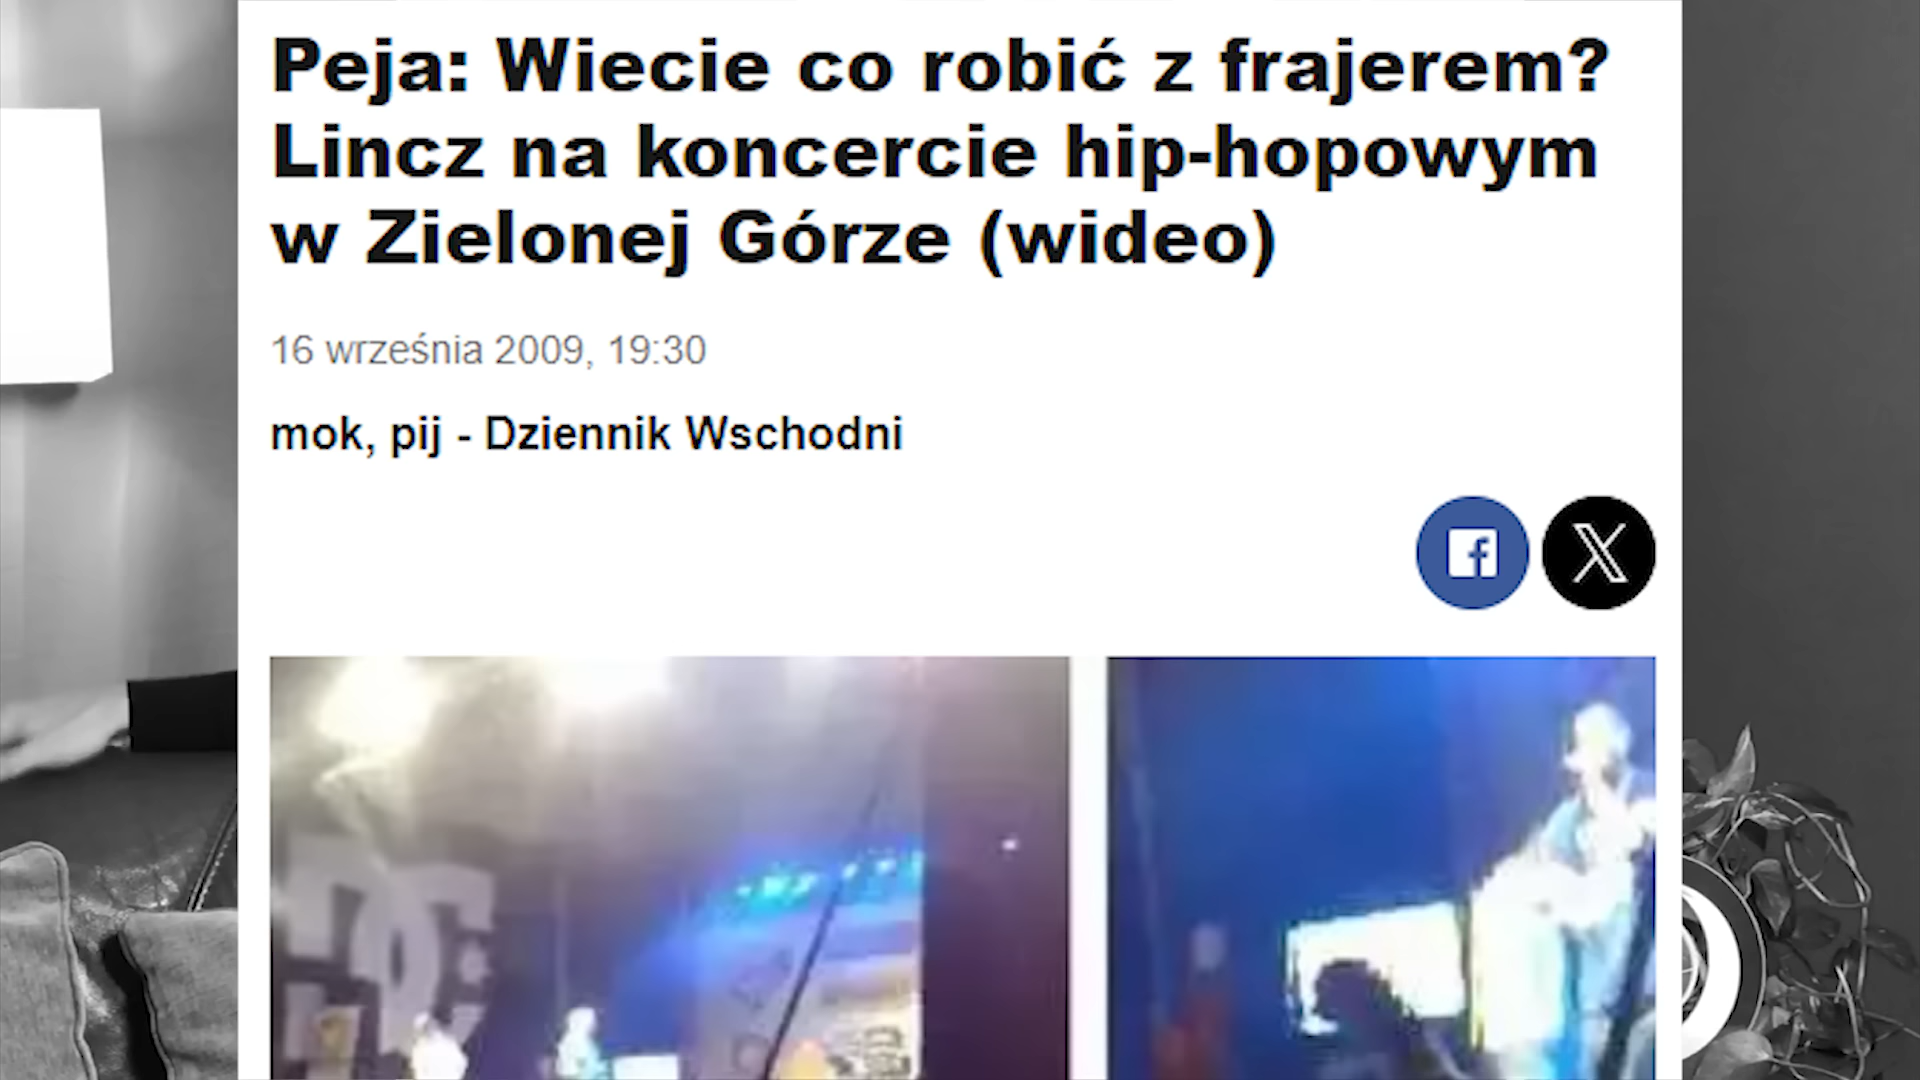 Peja: Wiecie co robić z frajerem?
Lincz na koncercie hip-hopowym
w Zielonej Górze (wideo)
16 września 2009, 19:30
mok, pij - Dziennik Wschodni